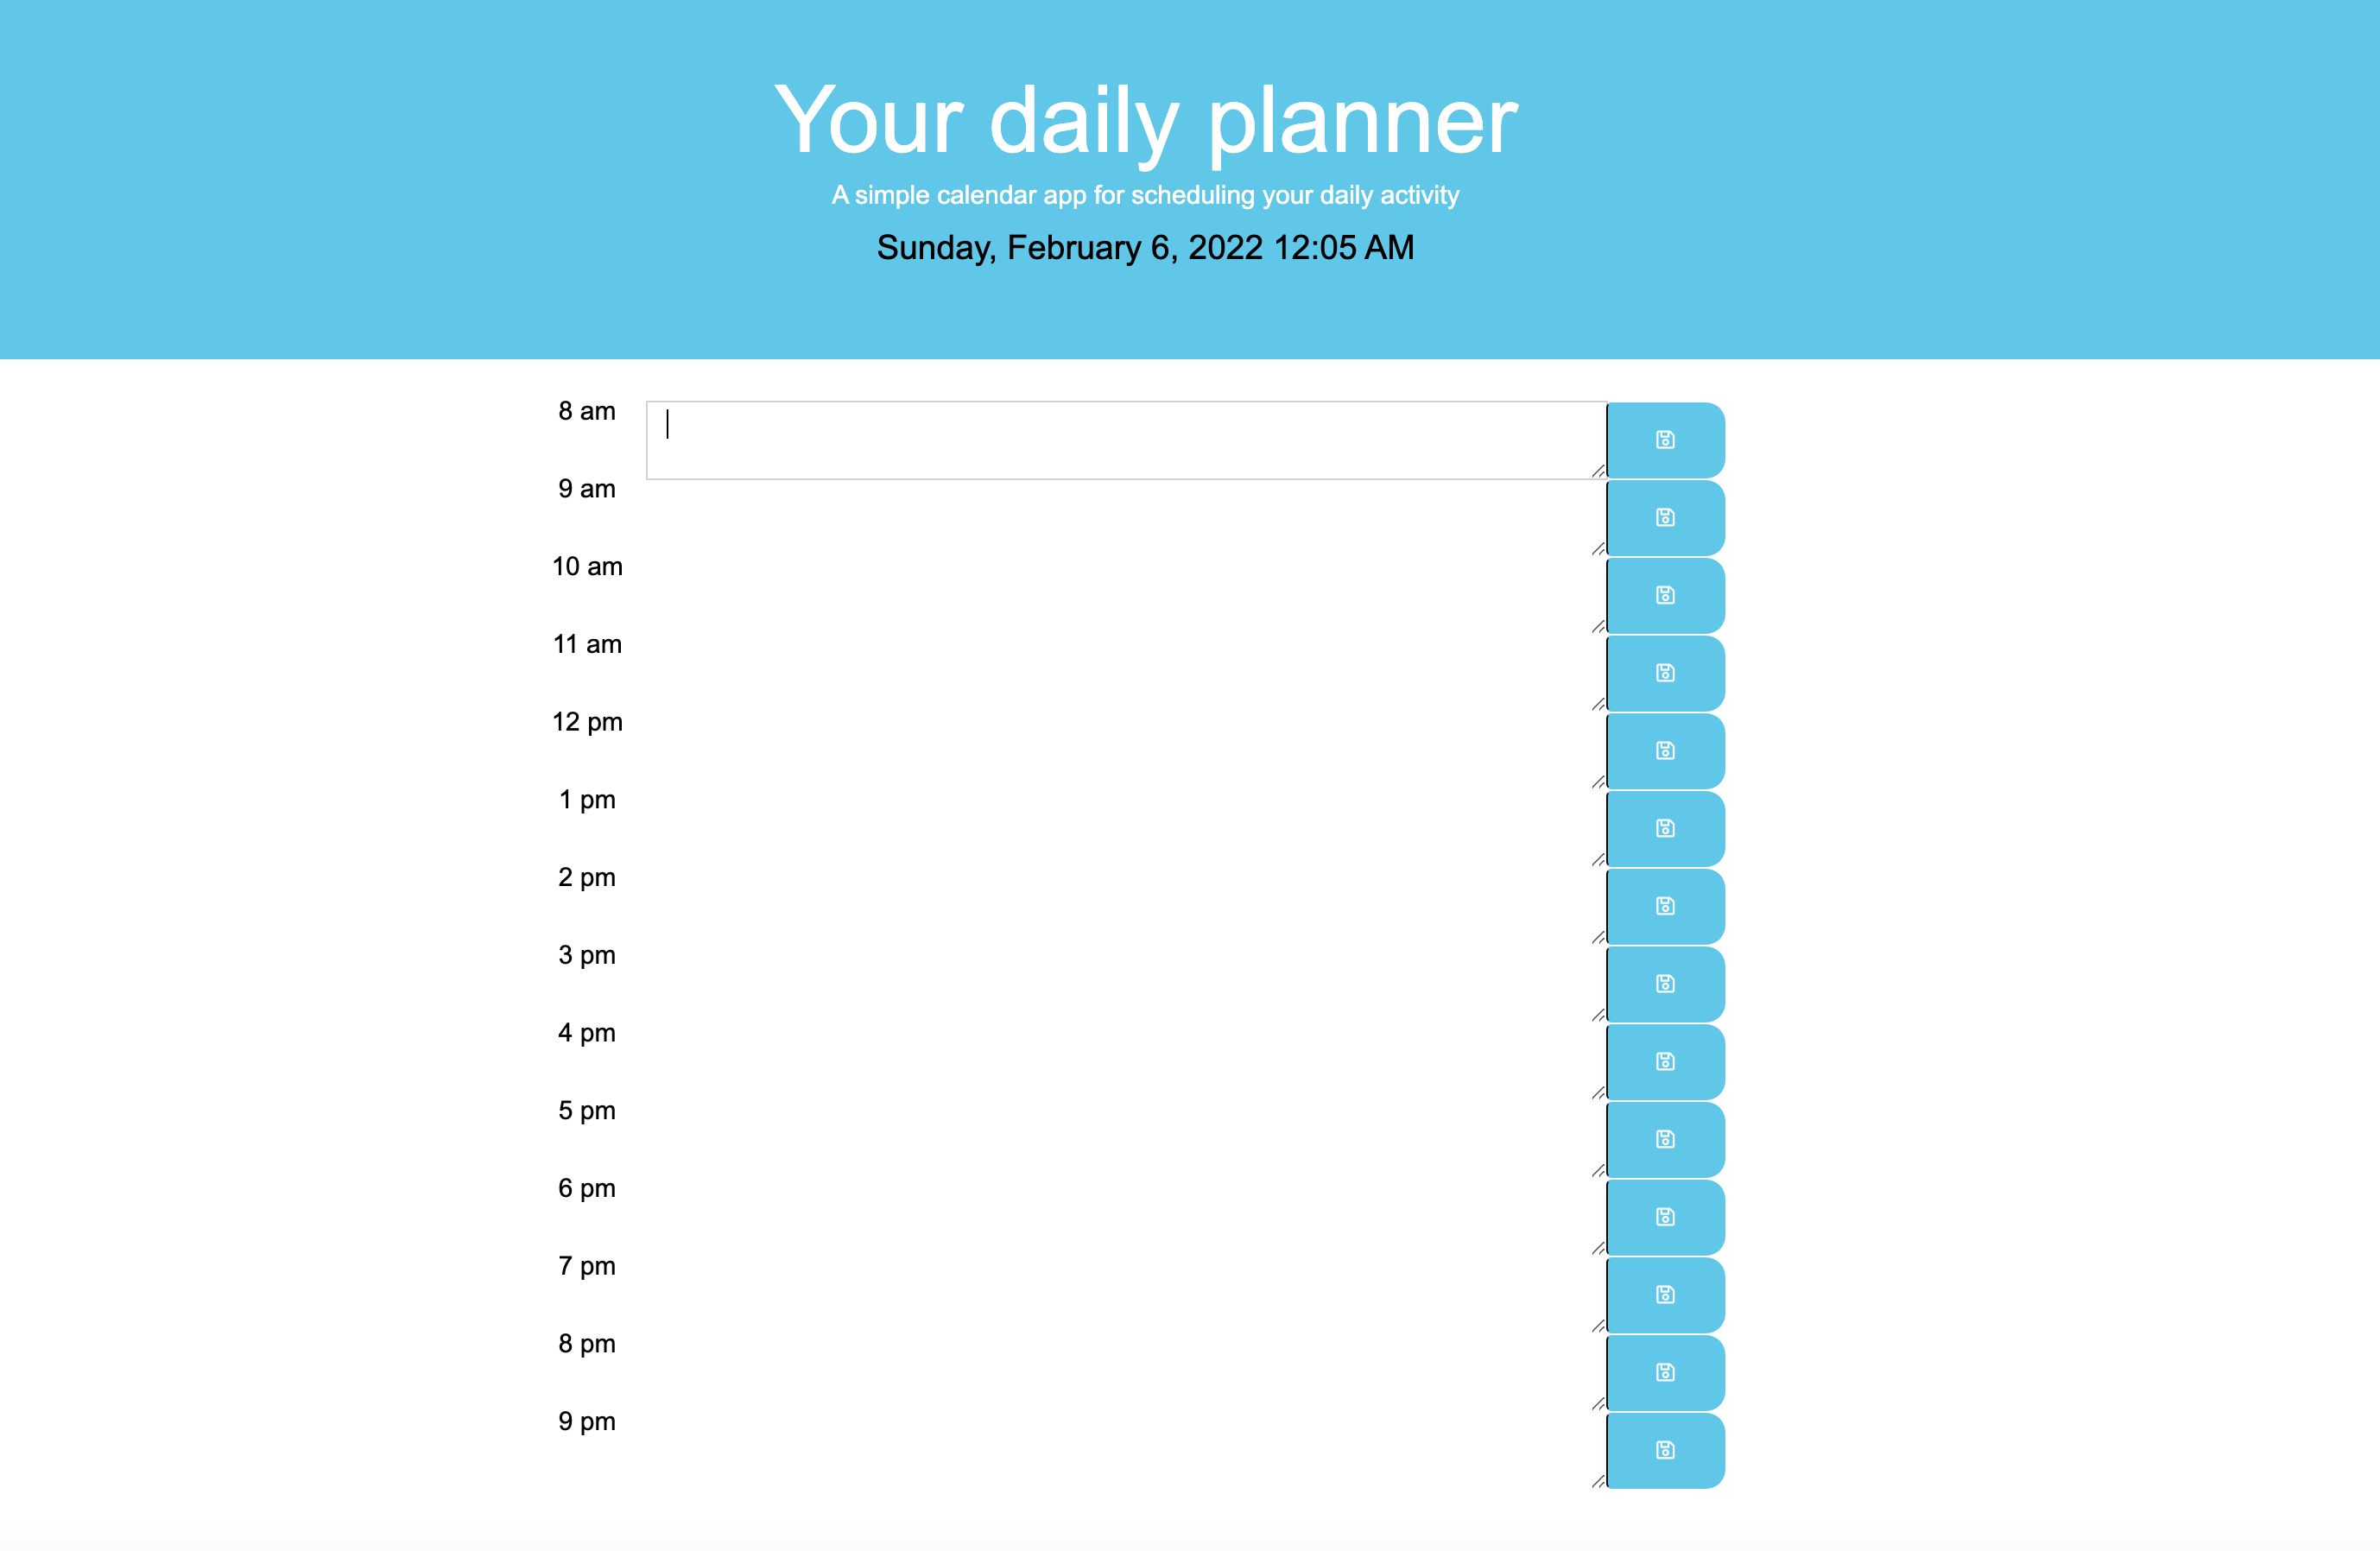 Your daily planner
A simple calendar app for scheduling your daily activity
Sunday, February 6, 2022 12:05 AM
8 am
9 am
10 am
11 am
12 pm
1 pm
2 pm
3 pm
4 pm
5 pm
6 pm
7 pm
8 pm
9 pm